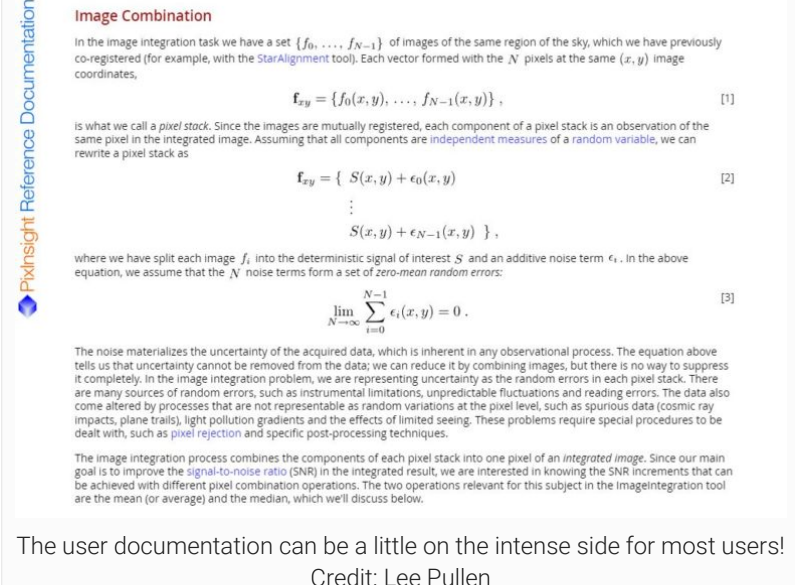 PixInsight Reference Documentation
Image Combination
In the image integration task we have a set {f₀, …, f_N−1} of images of the same region of the sky, which we have previously
co-registered (for example, with the StarAlignment tool). Each vector formed with the N pixels at the same (x, y) image
coordinates,
f_xy = {f₀(x, y), …, f_N−1(x, y)} , [1]
is what we call a pixel stack. Since the images are mutually registered, each component of a pixel stack is an observation of the
same pixel in the integrated image. Assuming that all components are independent measures of a random variable, we can
rewrite a pixel stack as
f_xy = { S(x, y) + ϵ₀(x, y) [2]
⋮
S(x, y) + ϵ_N−1(x, y) } ,
where we have split each image f_i into the deterministic signal of interest S and an additive noise term ϵ_i . In the above
equation, we assume that the N noise terms form a set of zero-mean random errors:
N−1
lim ∑ ϵ_i(x, y) = 0 . [3]
N→∞ i=0
The noise materializes the uncertainty of the acquired data, which is inherent in any observational process. The equation above
tells us that uncertainty cannot be removed from the data; we can reduce it by combining images, but there is no way to suppress
it completely. In the image integration problem, we are representing uncertainty as the random errors in each pixel stack. There
are many sources of random errors, such as instrumental limitations, unpredictable fluctuations and reading errors. The data also
come altered by processes that are not representable as random variations at the pixel level, such as spurious data (cosmic ray
impacts, plane trails), light pollution gradients and the effects of limited seeing. These problems require special procedures to be
dealt with, such as pixel rejection and specific post-processing techniques.
The image integration process combines the components of each pixel stack into one pixel of an integrated image. Since our main
goal is to improve the signal-to-noise ratio (SNR) in the integrated result, we are interested in knowing the SNR increments that can
be achieved with different pixel combination operations. The two operations relevant for this subject in the ImageIntegration tool
are the mean (or average) and the median, which we'll discuss below.
The user documentation can be a little on the intense side for most users!
Credit: Lee Pullen